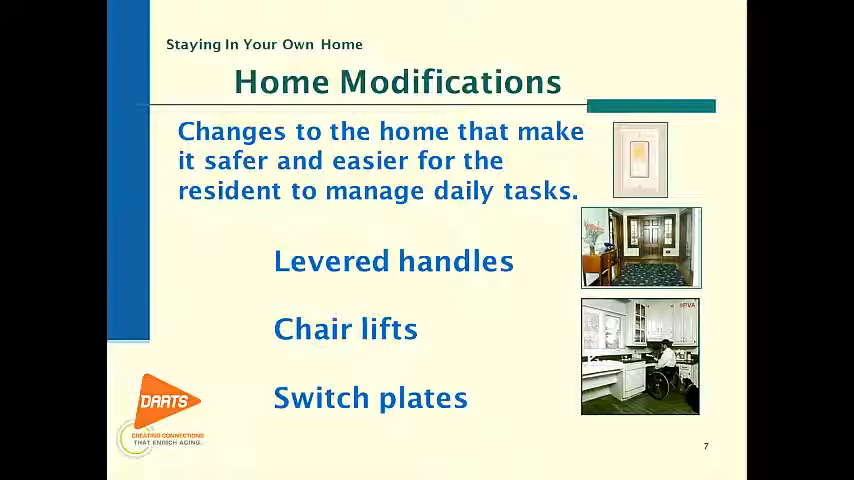 Staying In Your Own Home
Home Modifications
Changes to the home that make
it safer and easier for the
resident to manage daily tasks.
Levered handles
Chair lifts
Switch plates
DARTS
CREATING CONNECTIONS
THAT ENRICH AGING.
7